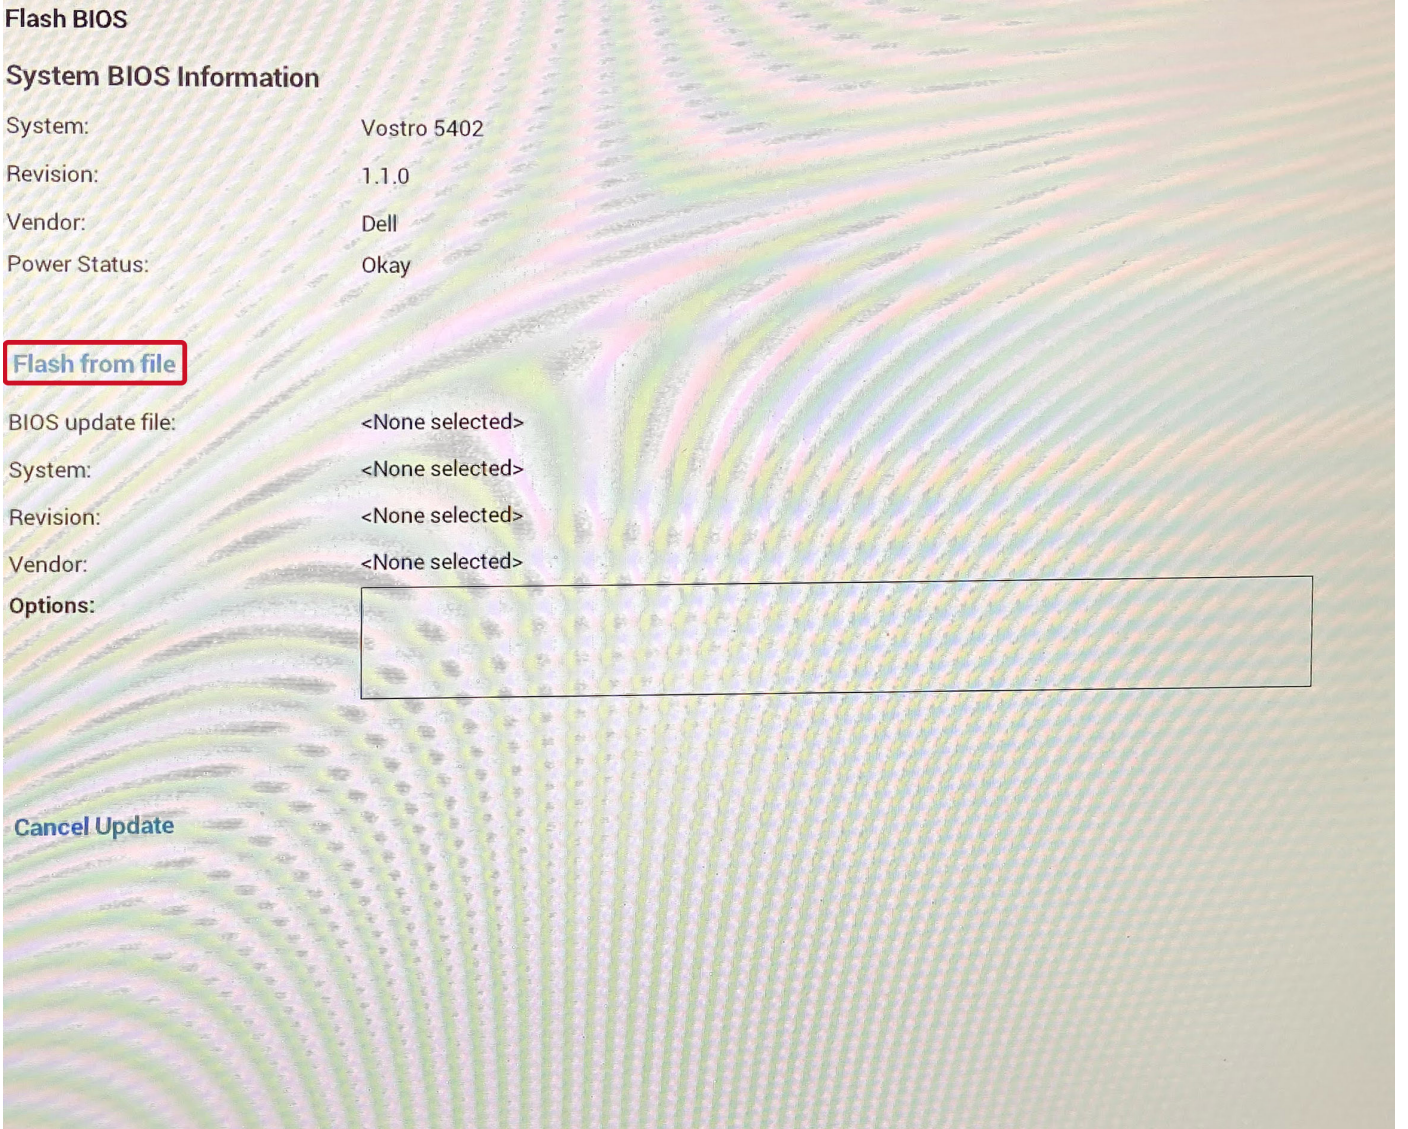 Flash BIOS
System BIOS Information
System: Vostro 5402
Revision: 1.1.0
Vendor: Dell
Power Status: Okay
Flash from file
BIOS update file: <None selected>
System: <None selected>
Revision: <None selected>
Vendor: <None selected>
Options:
Cancel Update